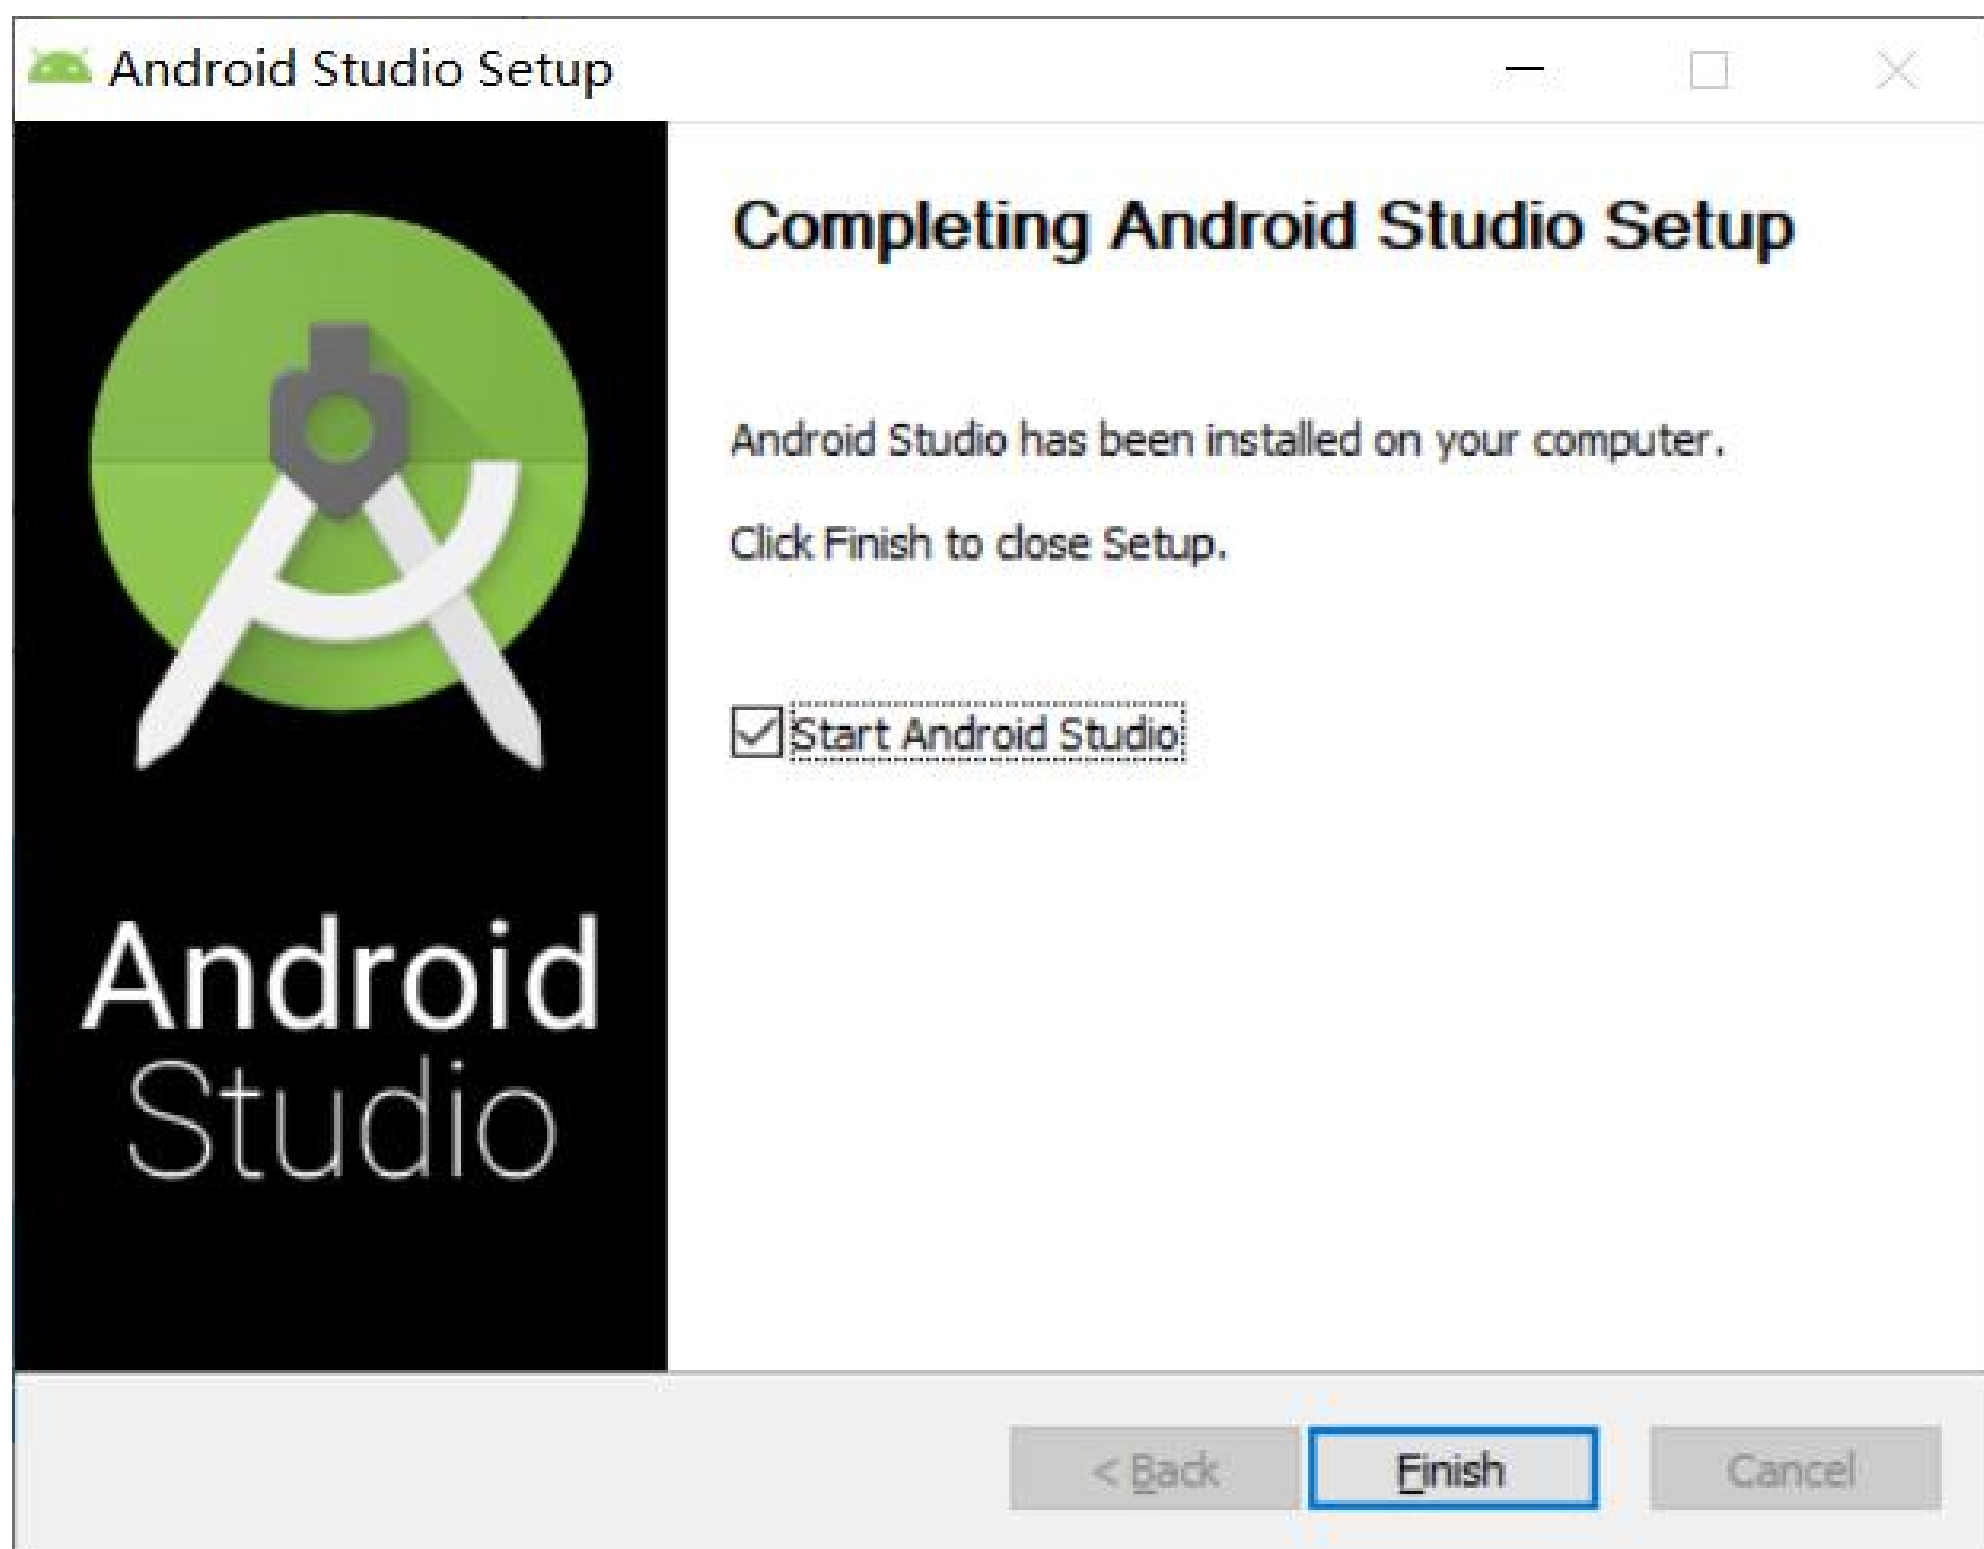 Android Studio Setup
Completing Android Studio Setup
Android Studio has been installed on your computer.
Click Finish to close Setup.
Start Android Studio
Android
Studio
< Back
Finish
Cancel